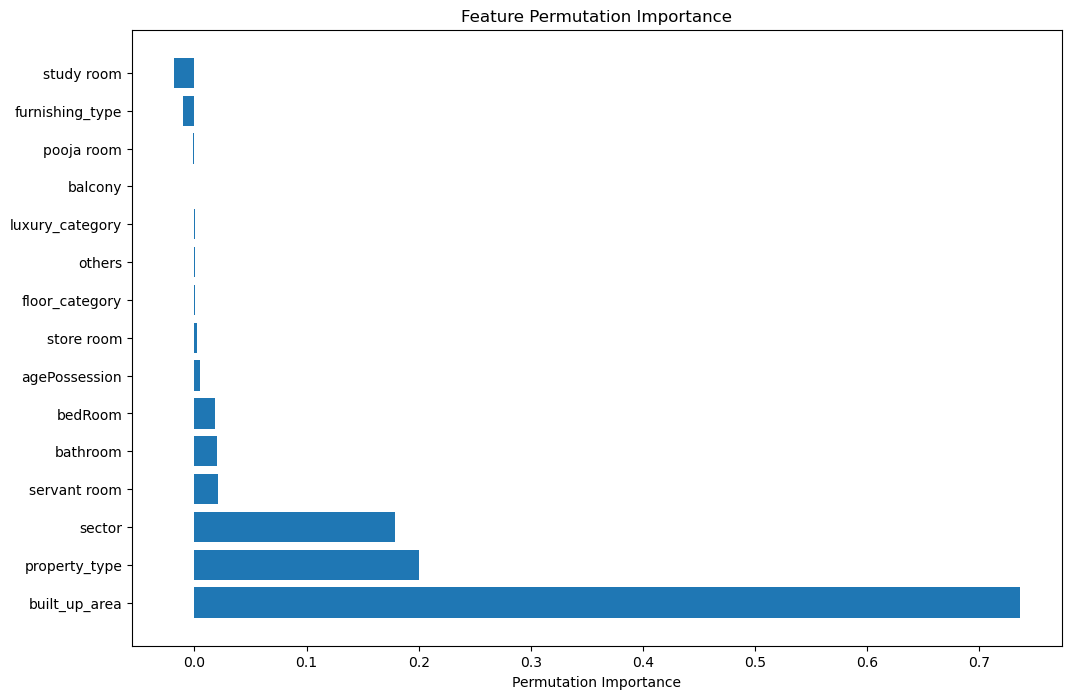 Feature Permutation Importance
study room
furnishing_type
pooja room
balcony
luxury_category
others
floor_category
store room
agePossession
bedRoom
bathroom
servant room
sector
property_type
built_up_area
0.0 0.1 0.2 0.3 0.4 0.5 0.6 0.7
Permutation Importance